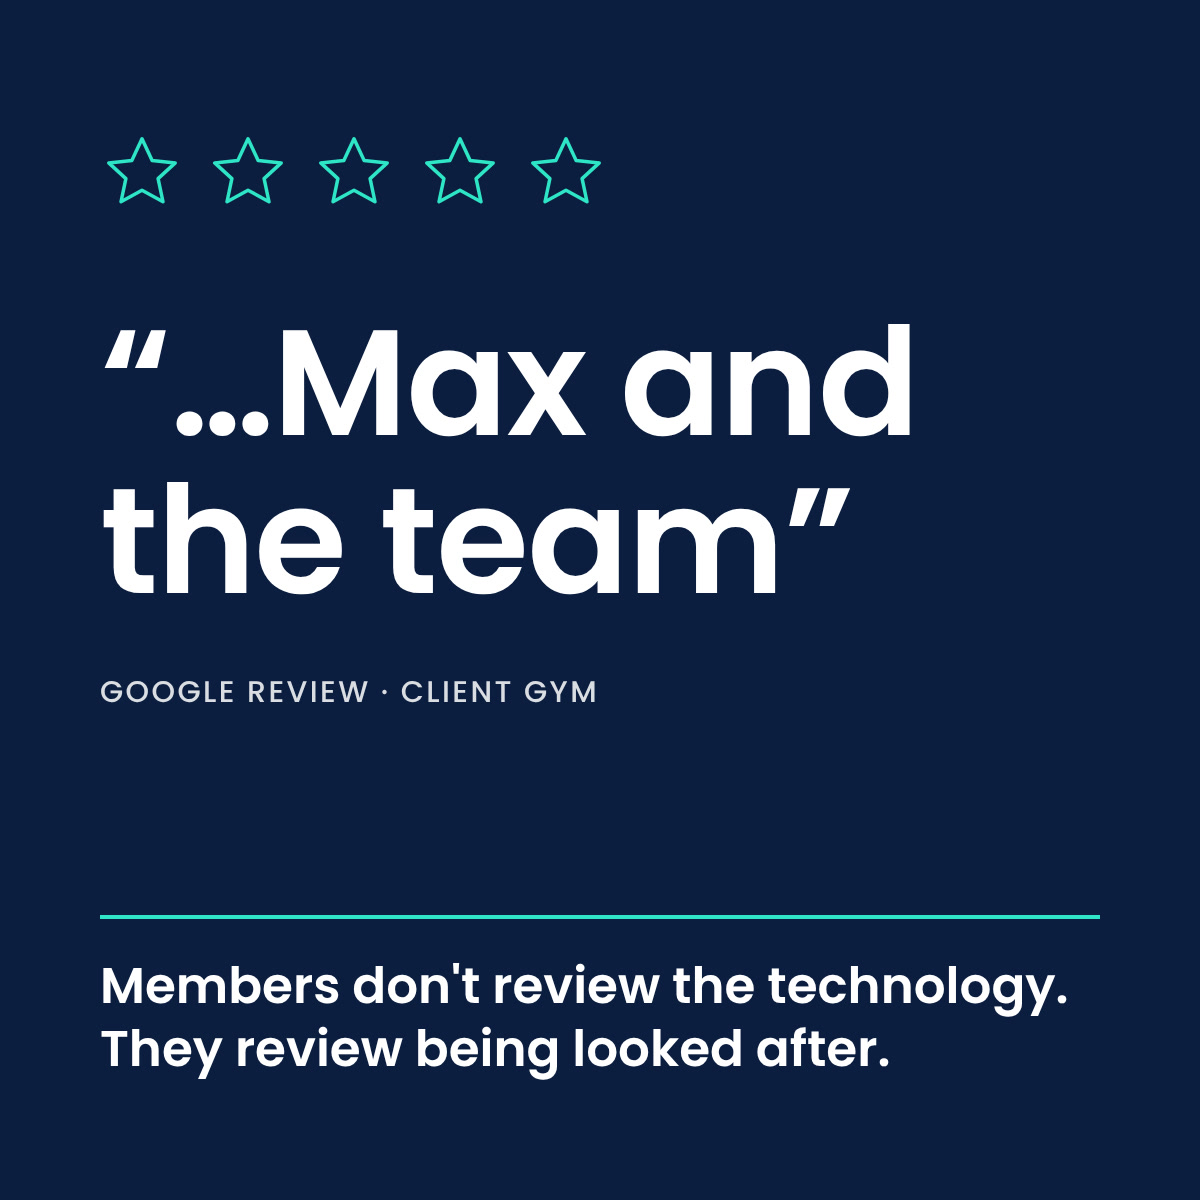 “...Max and
the team”
GOOGLE REVIEW · CLIENT GYM
Members don't review the technology.
They review being looked after.